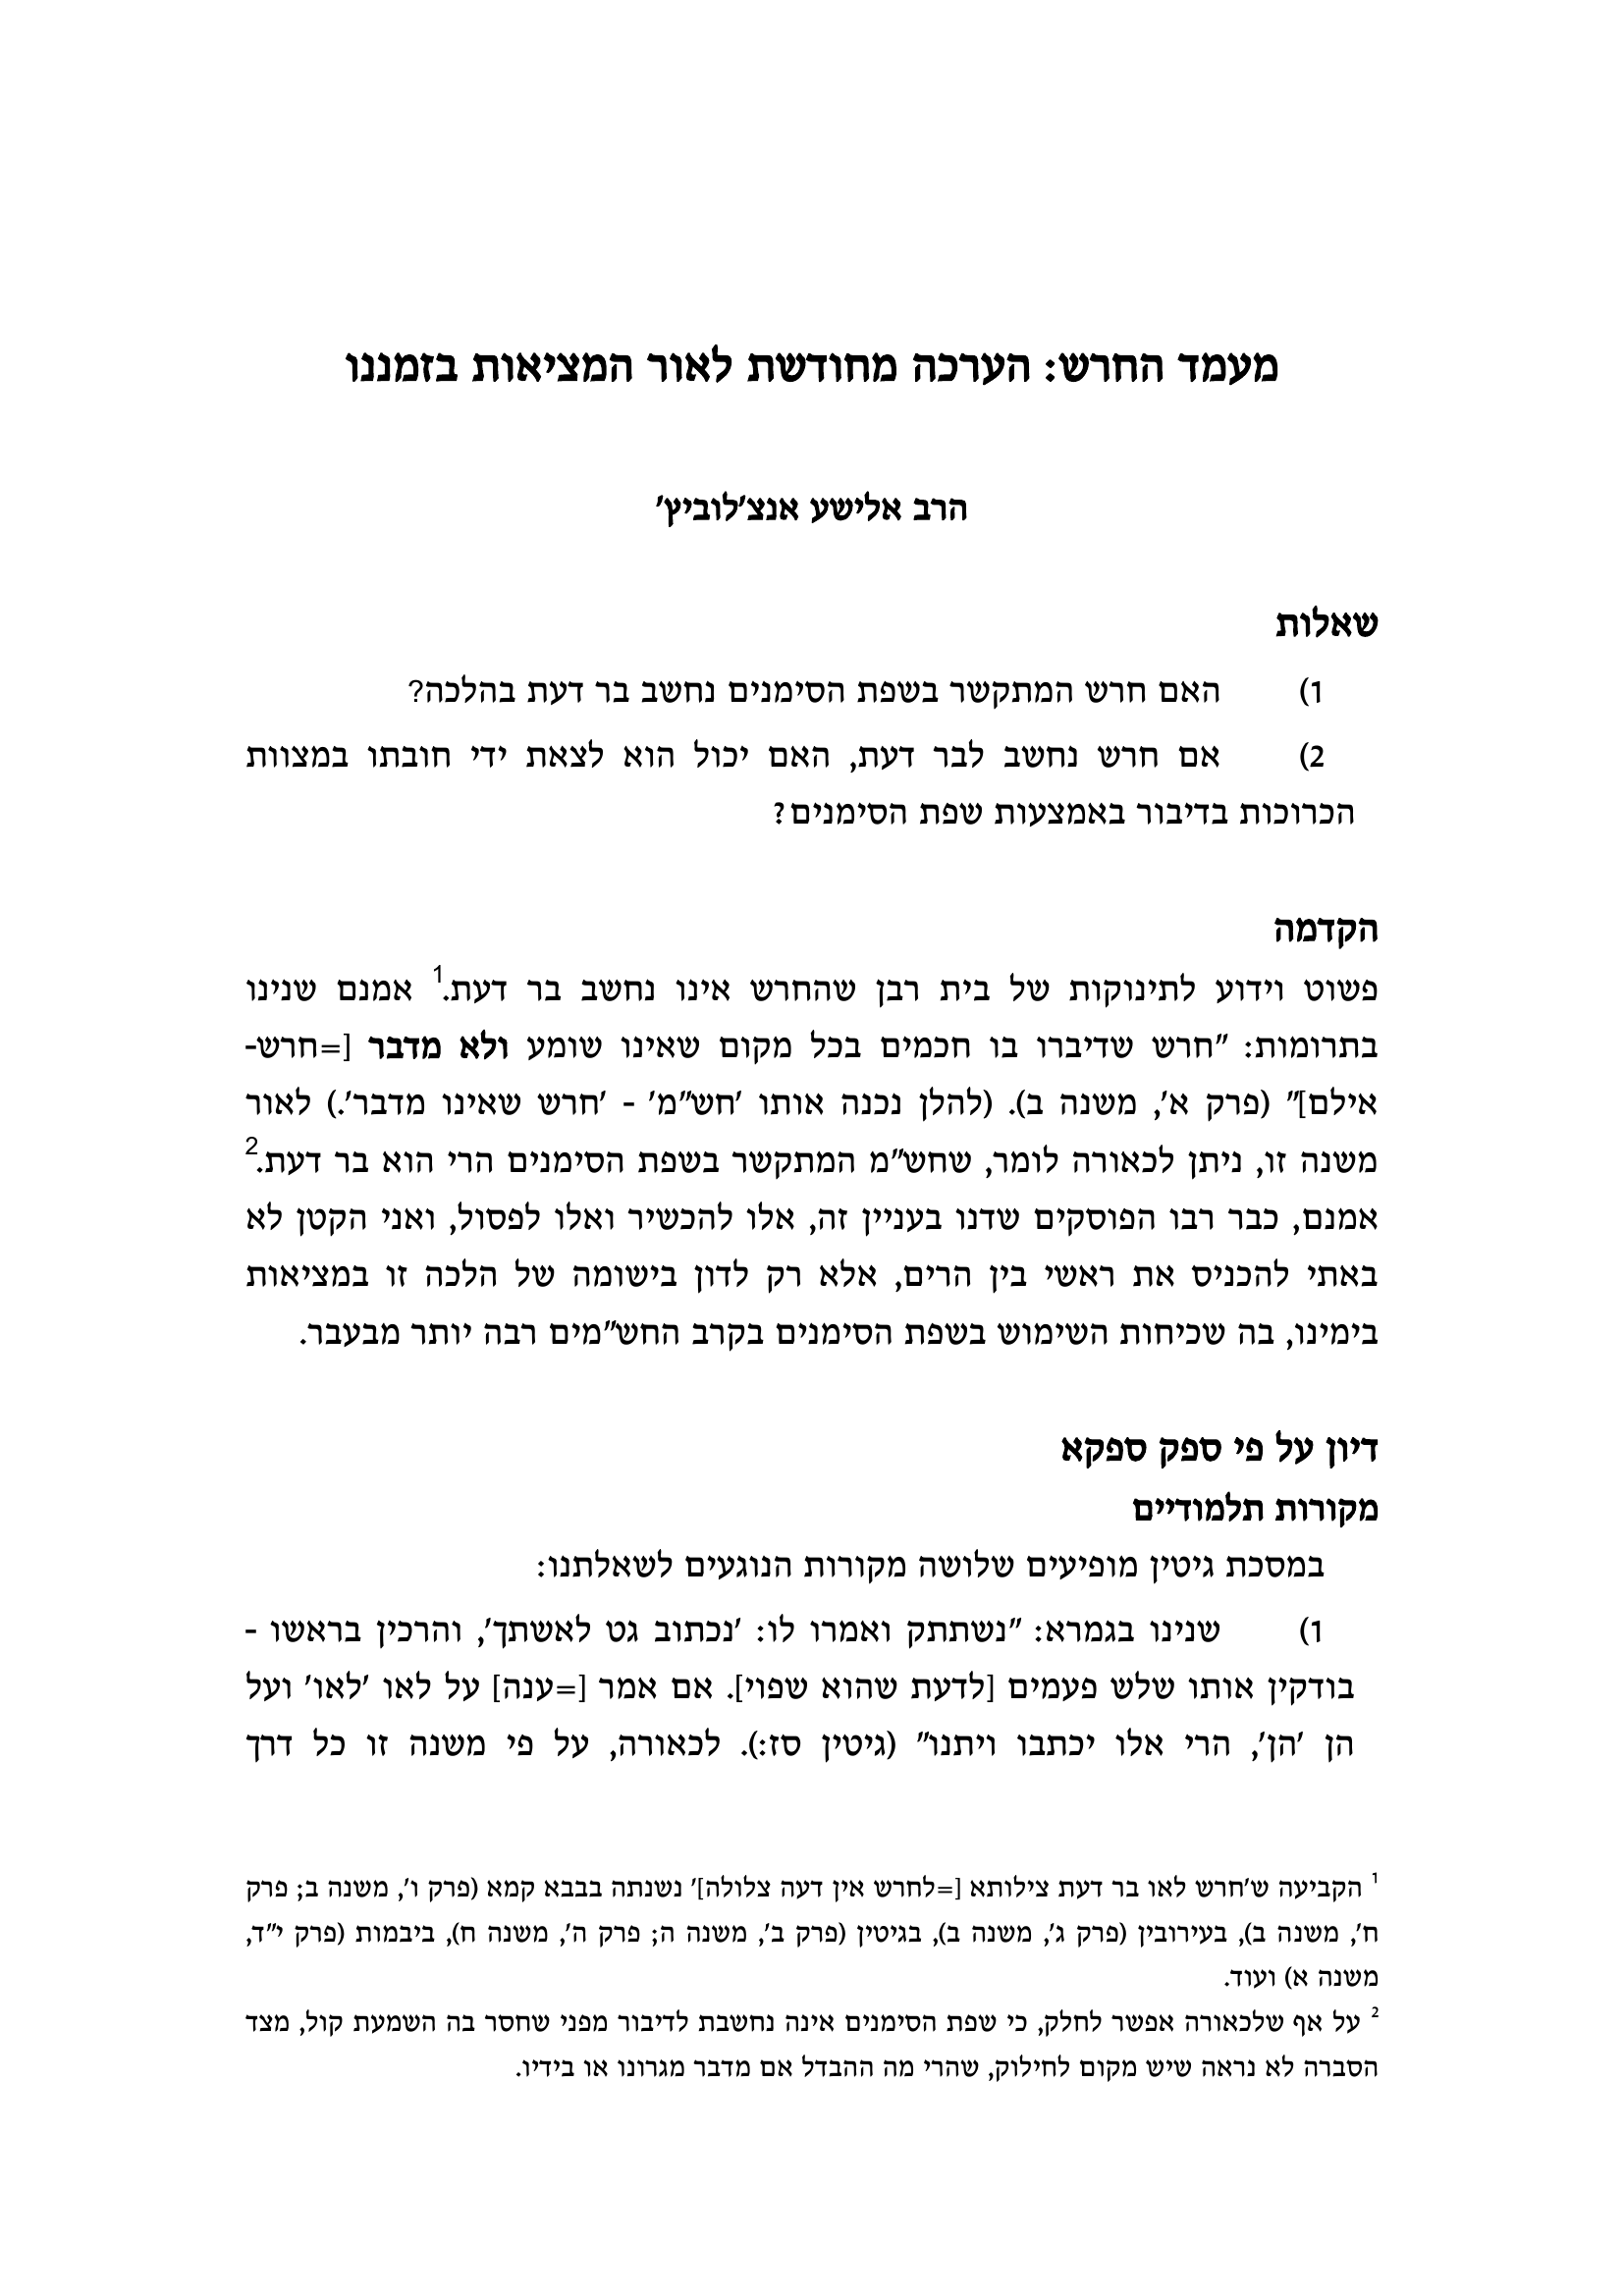 מעמד החרש: הערכה מחודשת לאור המציאות בזמננו
הרב אלישע אנצ'לוביץ'
שאלות
1) האם חרש המתקשר בשפת הסימנים נחשב בר דעת בהלכה?
2) אם חרש נחשב לבר דעת, האם יכול הוא לצאת ידי חובתו במצוות
הכרוכות בדיבור באמצעות שפת הסימנים?
הקדמה
פשוט וידוע לתינוקות של בית רבן שהחרש אינו נחשב בר דעת.1 אמנם שנינו
בתרומות: "חרש שדיברו בו חכמים בכל מקום שאינו שומע ולא מדבר [=חרש-
אילם]" (פרק א', משנה ב). (להלן נכנה אותו 'חש"מ' - 'חרש שאינו מדבר'.) לאור
משנה זו, ניתן לכאורה לומר, שחש"מ המתקשר בשפת הסימנים הרי הוא בר דעת.2
אמנם, כבר רבו הפוסקים שדנו בעניין זה, אלו להכשיר ואלו לפסול, ואני הקטן לא
באתי להכניס את ראשי בין הרים, אלא רק לדון בישומה של הלכה זו במציאות
בימינו, בה שכיחות השימוש בשפת הסימנים בקרב החש"מים רבה יותר מבעבר.
דיון על פי ספק ספקא
מקורות תלמודיים
במסכת גיטין מופיעים שלושה מקורות הנוגעים לשאלתנו:
1) שנינו בגמרא: "נשתתק ואמרו לו: 'נכתוב גט לאשתך', והרכין בראשו -
בודקין אותו שלש פעמים [לדעת שהוא שפוי]. אם אמר [=ענה] על לאו 'לאו' ועל
הן 'הן', הרי אלו יכתבו ויתנו" (גיטין סז:). לכאורה, על פי משנה זו כל דרך
1 הקביעה ש'חרש לאו בר דעת צילותא [=לחרש אין דעה צלולה]' נשנתה בבבא קמא (פרק ו', משנה ב; פרק
ח', משנה ב), בעירובין (פרק ג', משנה ב), בגיטין (פרק ב', משנה ה; פרק ה', משנה ח), ביבמות (פרק י"ד,
משנה א) ועוד.
2 על אף שלכאורה אפשר לחלק, כי שפת הסימנים אינה נחשבת לדיבור מפני שחסר בה השמעת קול, מצד
הסברה לא נראה שיש מקום לחילוק, שהרי מה ההבדל אם מדבר מגרונו או בידיו.